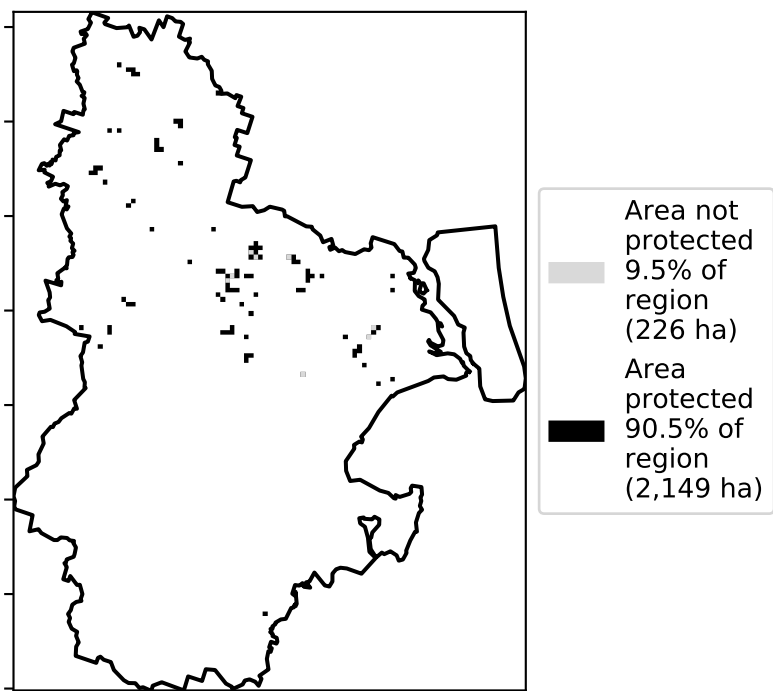 Area not
protected
9.5% of
region
(226 ha)
Area
protected
90.5% of
region
(2,149 ha)